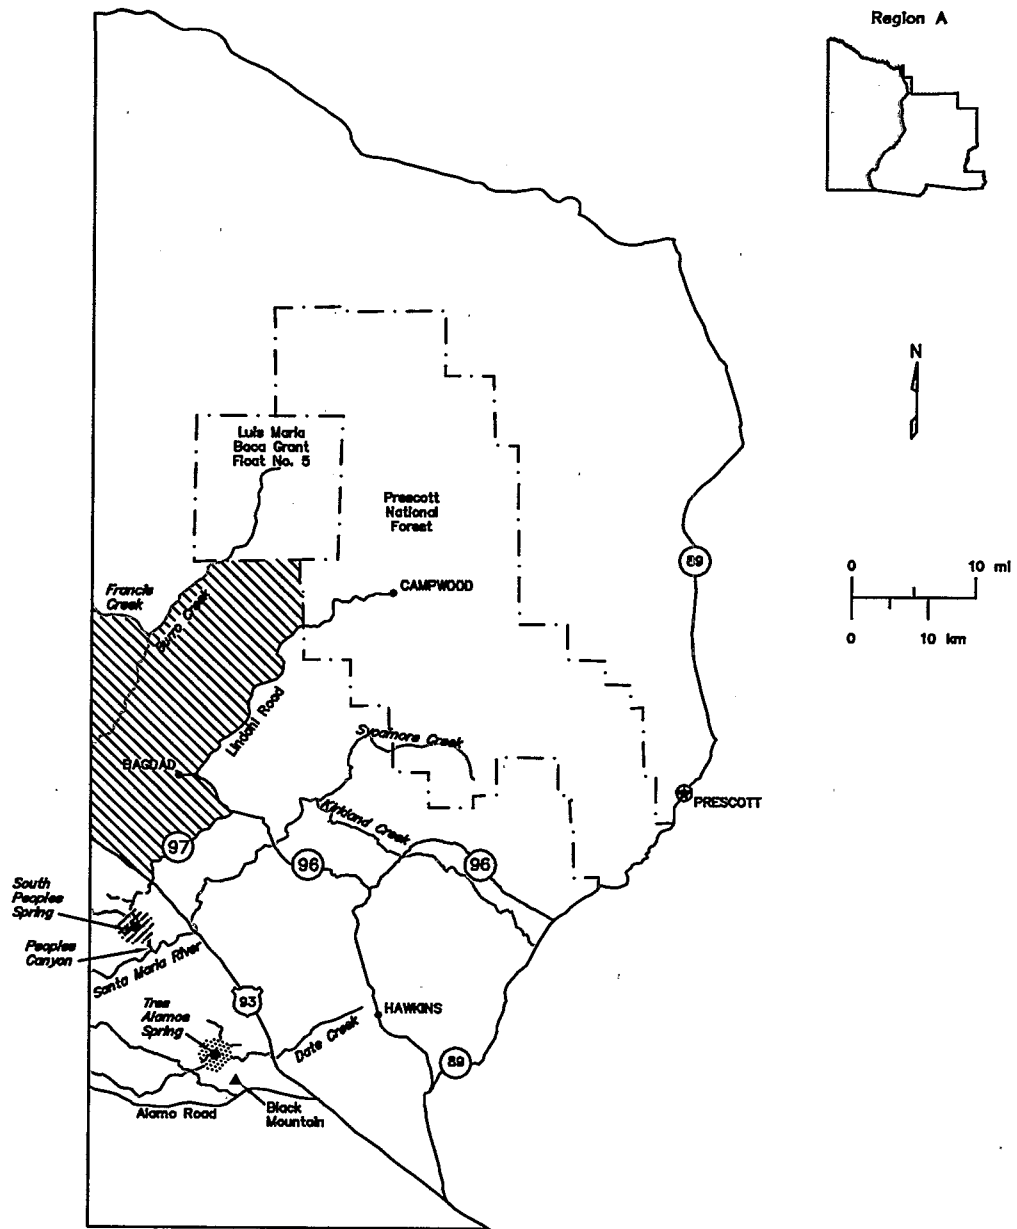 Region A
N
Luis Maria
Baca Grant
Float No. 5
Prescott
National
Forest
89
0 10 mi
0 10 km
CAMPWOOD
Francis
Creek
Burro Creek
Lindahl Road
Sycamore Creek
BAGDAD
PRESCOTT
Kirkland Creek
97
96
96
South
Peoples
Spring
Peoples
Canyon
Santa Maria River
93
Tree
Alamos
Spring
HAWKINS
Date Creek
89
Black
Mountain
Alamo Road